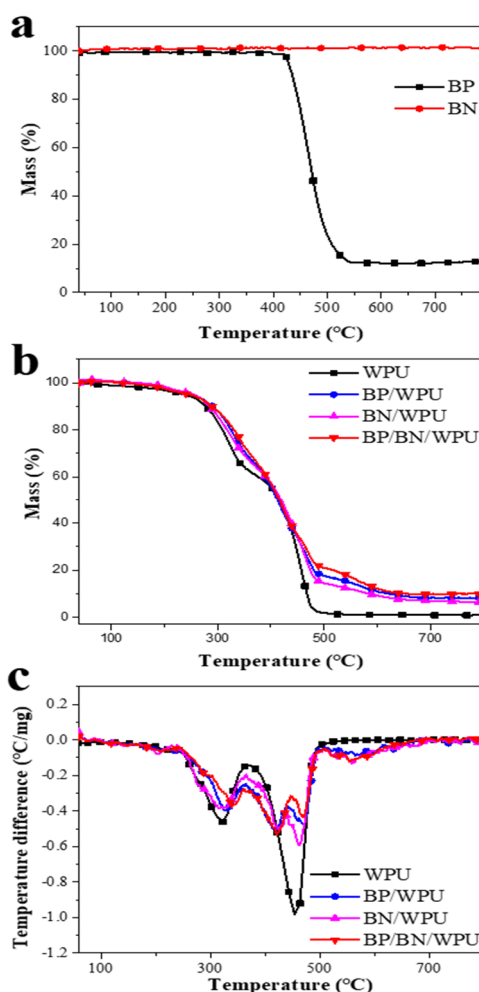 a
100
80
60
40
20
0
Mass (%)
BP
BN
100 200 300 400 500 600 700
Temperature (°C)
b
100
80
60
40
20
0
Mass (%)
WPU
BP/WPU
BN/WPU
BP/BN/WPU
100 300 500 700
Temperature (°C)
c
0.2
0.0
-0.2
-0.4
-0.6
-0.8
-1.0
-1.2
Temperature difference (°C/mg)
WPU
BP/WPU
BN/WPU
BP/BN/WPU
100 300 500 700
Temperature (°C)